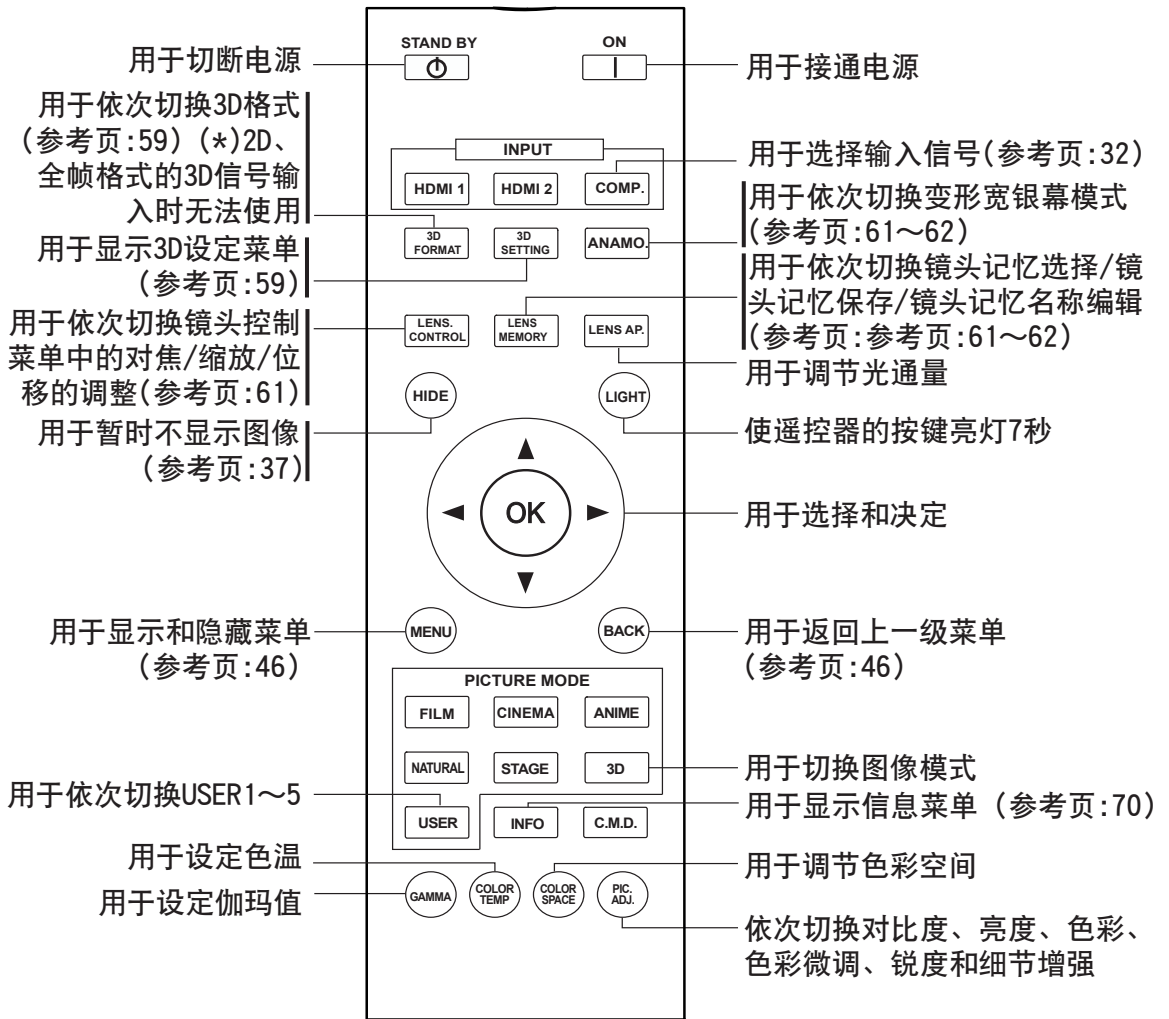 STAND BY
ON
用于切断电源
用于接通电源
用于依次切换3D格式
(参考页:59) (*)2D、
全帧格式的3D信号输
入时无法使用
INPUT
HDMI 1
HDMI 2
COMP.
用于选择输入信号(参考页:32)
用于依次切换变形宽银幕模式
(参考页:61～62)
3D
FORMAT
3D
SETTING
ANAMO.
用于显示3D设定菜单
(参考页:59)
用于依次切换镜头记忆选择/镜
头记忆保存/镜头记忆名称编辑
(参考页:参考页:61～62)
用于依次切换镜头控制
菜单中的对焦/缩放/位
移的调整(参考页:61)
LENS.
CONTROL
LENS
MEMORY
LENS AP.
用于调节光通量
用于暂时不显示图像
(参考页:37)
HIDE
LIGHT
使遥控器的按键亮灯7秒
OK
用于选择和决定
用于显示和隐藏菜单
(参考页:46)
MENU
BACK
用于返回上一级菜单
(参考页:46)
PICTURE MODE
FILM
CINEMA
ANIME
NATURAL
STAGE
3D
用于切换图像模式
用于依次切换USER1～5
USER
INFO
C.M.D.
用于显示信息菜单 (参考页:70)
用于设定色温
用于设定伽玛值
GAMMA
COLOR
TEMP
COLOR
SPACE
PIC.
ADJ.
用于调节色彩空间
依次切换对比度、亮度、色彩、
色彩微调、锐度和细节增强